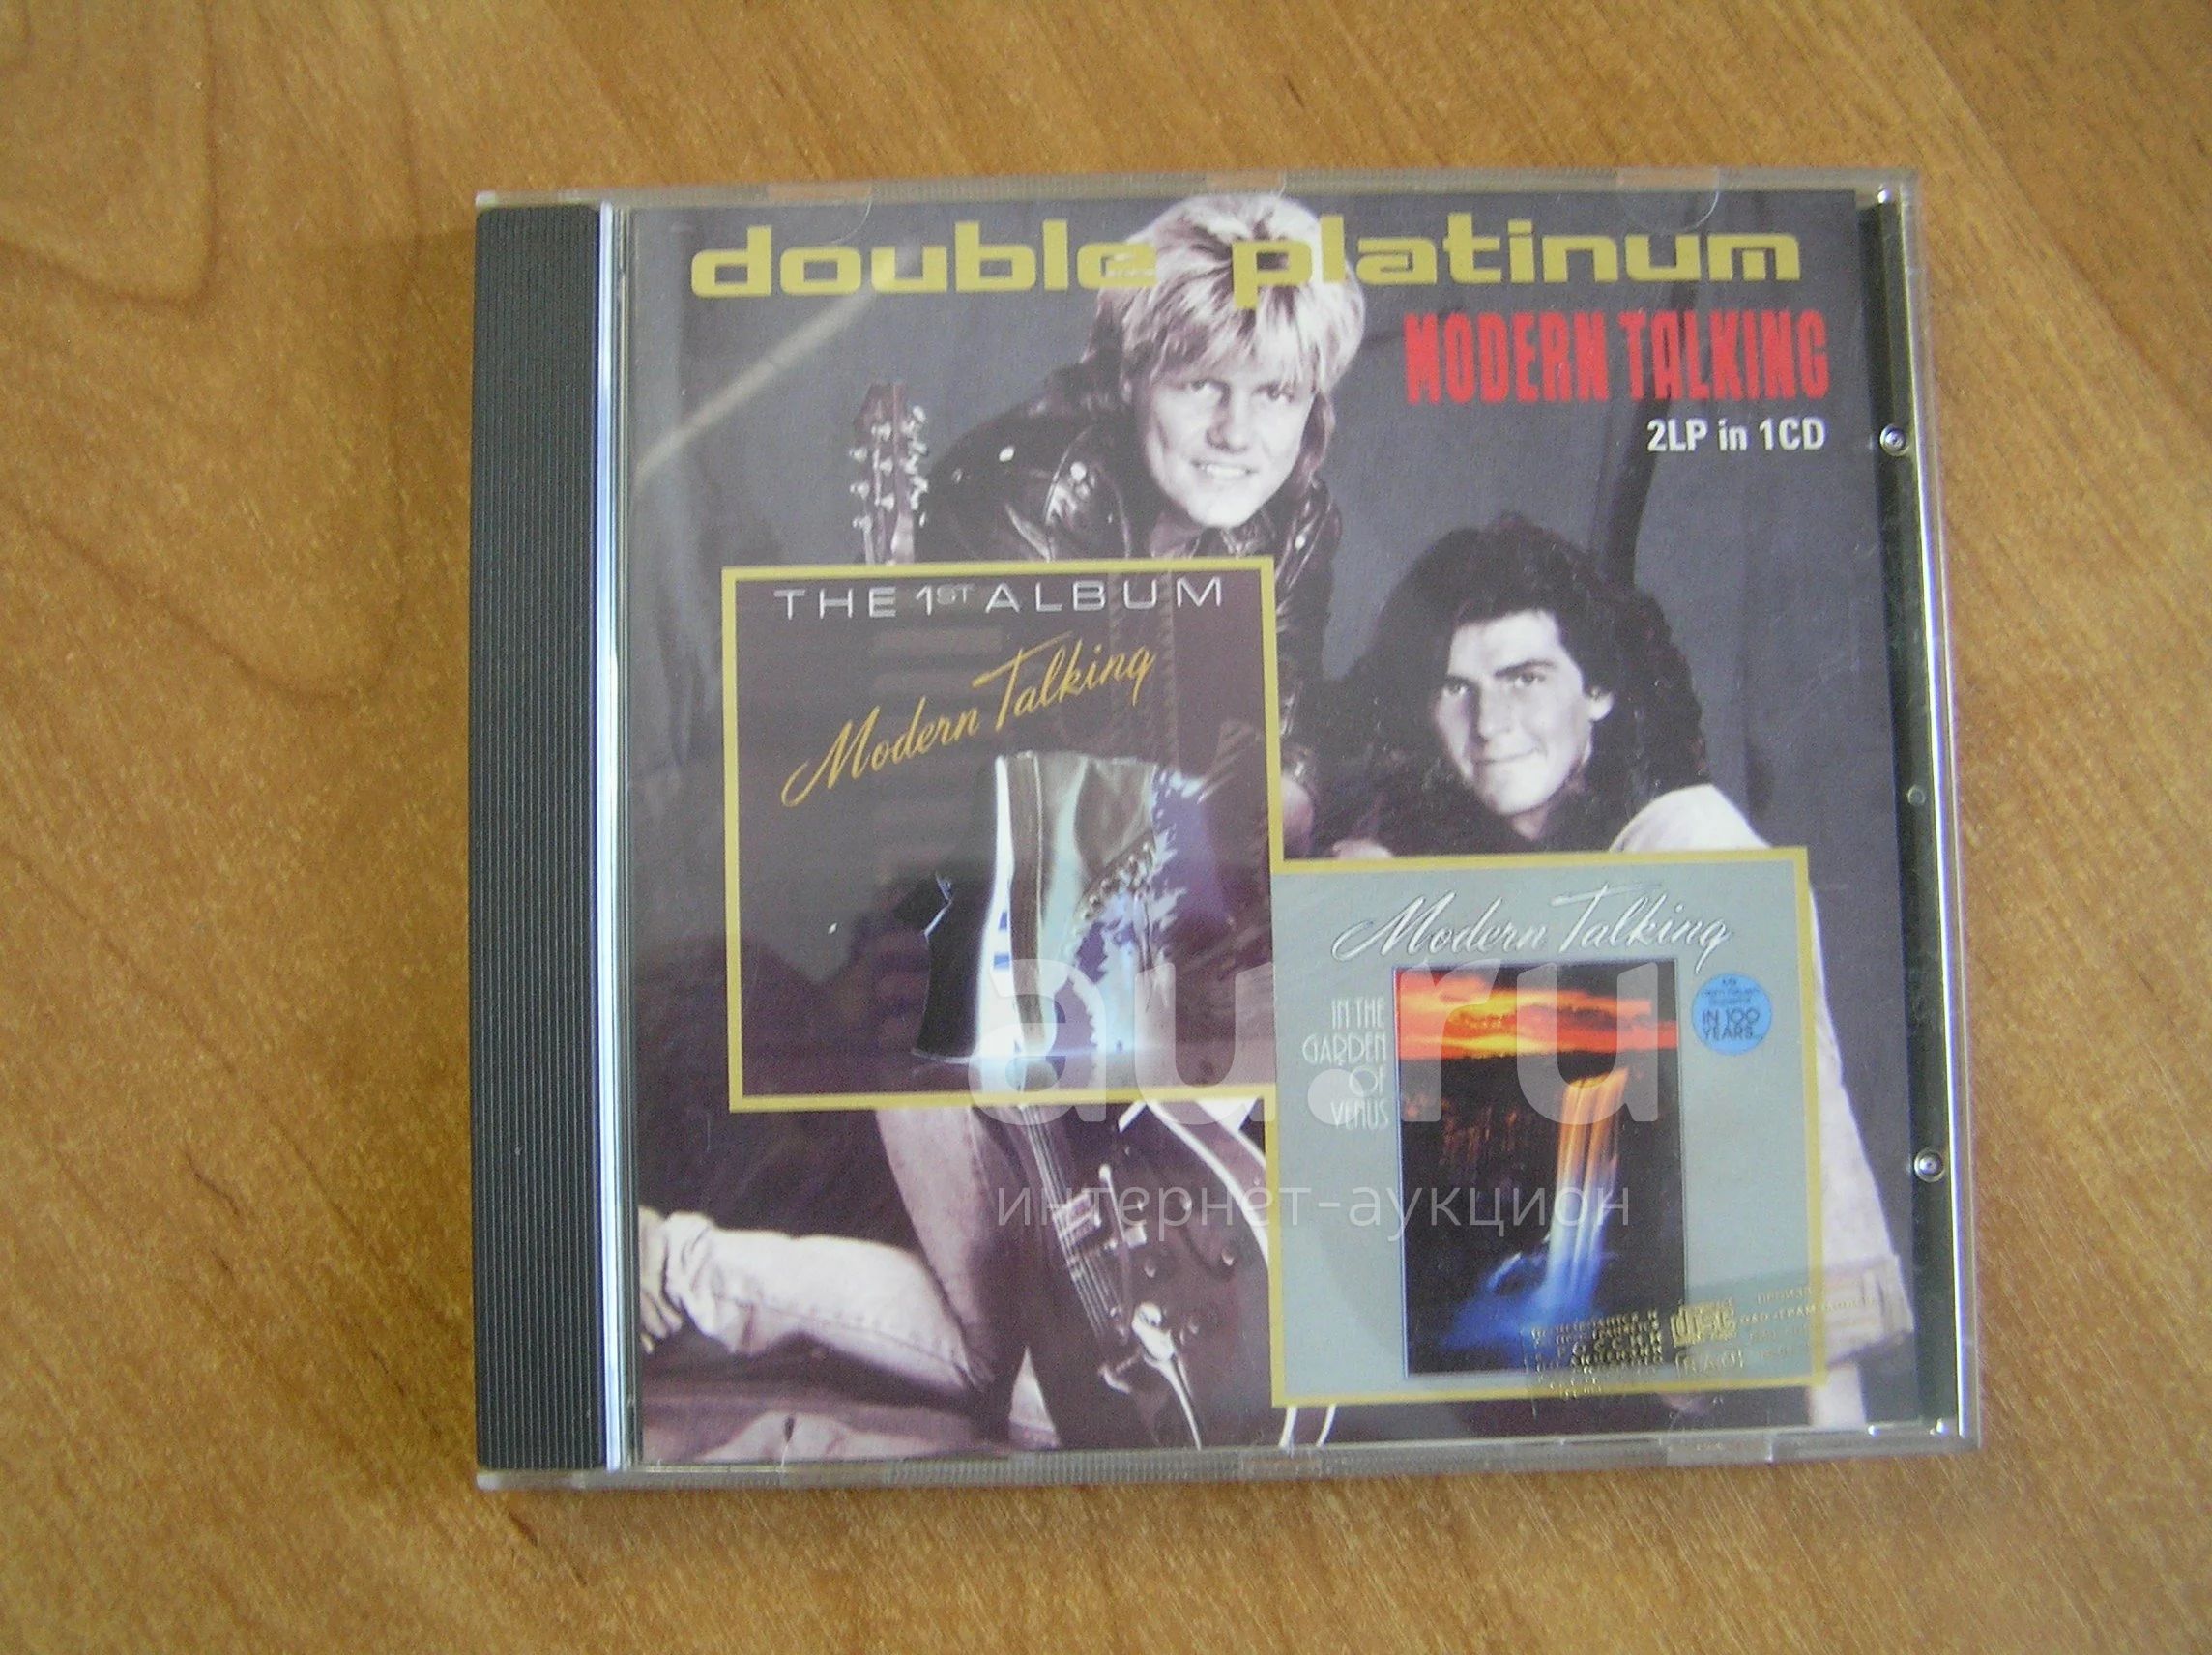 double platinum
MODERN TALKING
2LP in 1CD
THE 1ST ALBUM
Modern Talking
Modern Talking
IN THE
GARDEN
OF
VENUS
IN 100
YEARS...
au.ru
интернет-аукцион